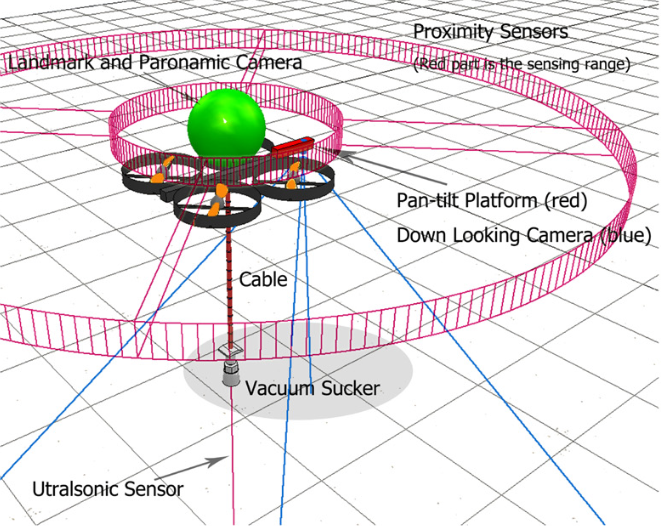 Proximity Sensors
(Red part is the sensing range)
Landmark and Paronamic Camera
Pan-tilt Platform (red)
Down Looking Camera (blue)
Cable
Vacuum Sucker
Utralsonic Sensor